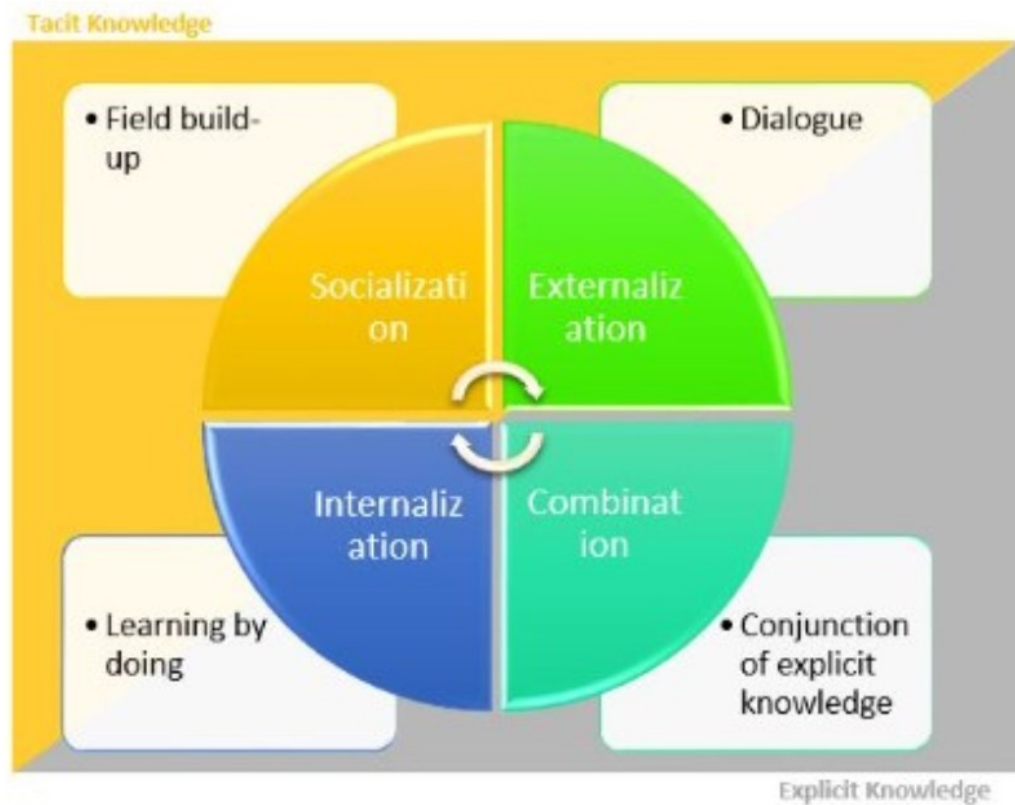 Tacit Knowledge
• Field build-
up
• Dialogue
Socializati
on
Externaliz
ation
Internaliz
ation
Combinat
ion
• Learning by
doing
• Conjunction
of explicit
knowledge
Explicit Knowledge